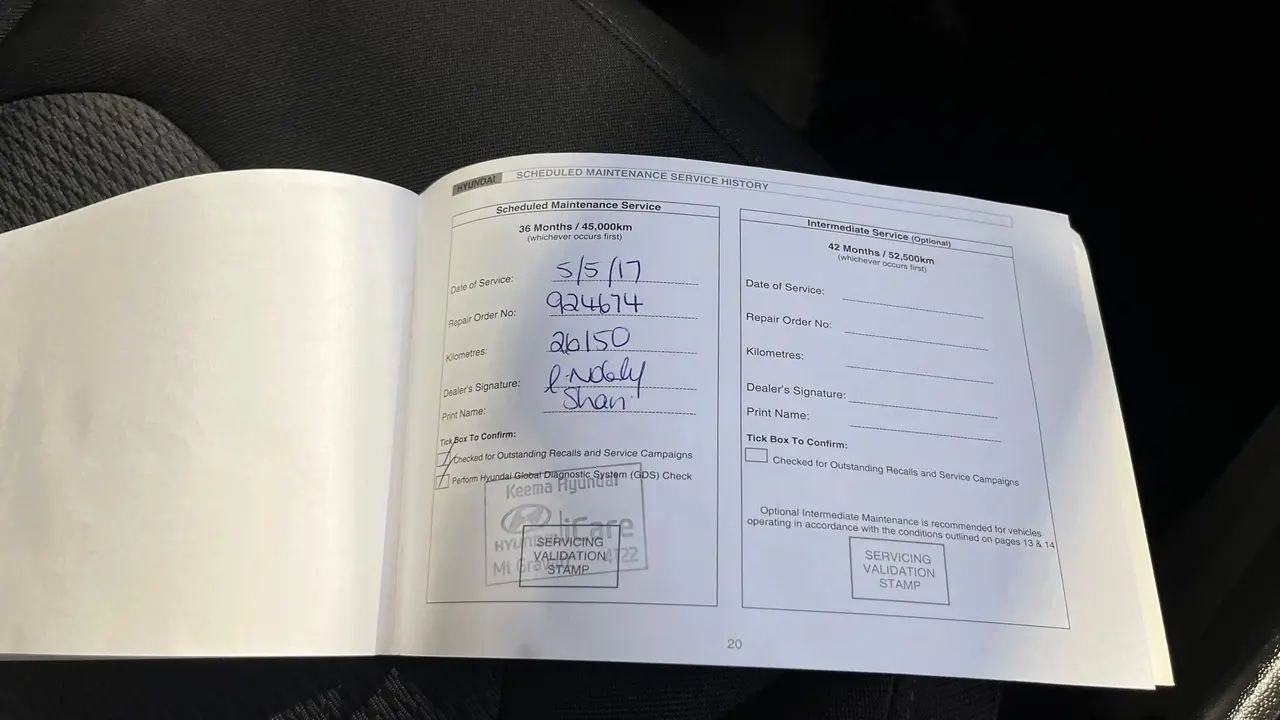 HYUNDAI SCHEDULED MAINTENANCE SERVICE HISTORY
Scheduled Maintenance Service
36 Months / 45,000km
(whichever occurs first)
Date of Service: 5/5/17
Repair Order No: 924674
Kilometres: 26150
Dealer's Signature:
Print Name: Shari
Tick Box To Confirm:
Checked for Outstanding Recalls and Service Campaigns
Perform Hyundai Global Diagnostic System (GDS) Check
Keema Hyundai
iCare
HYUNDAI
Mt Gravatt 4122
SERVICING
VALIDATION
STAMP
Intermediate Service (Optional)
42 Months / 52,500km
(whichever occurs first)
Date of Service:
Repair Order No:
Kilometres:
Dealer's Signature:
Print Name:
Tick Box To Confirm:
Checked for Outstanding Recalls and Service Campaigns
Optional Intermediate Maintenance is recommended for vehicles
operating in accordance with the conditions outlined on pages 13 & 14
SERVICING
VALIDATION
STAMP
20